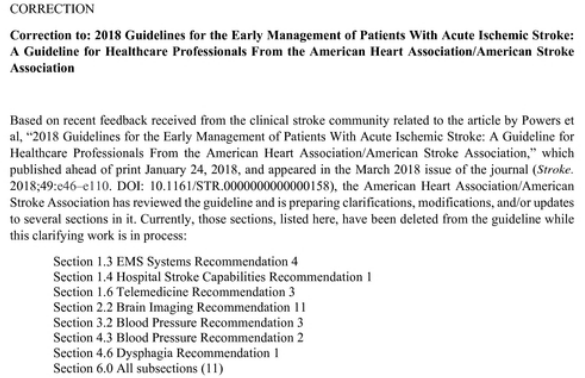 CORRECTION
Correction to: 2018 Guidelines for the Early Management of Patients With Acute Ischemic Stroke:
A Guideline for Healthcare Professionals From the American Heart Association/American Stroke
Association
Based on recent feedback received from the clinical stroke community related to the article by Powers et
al, “2018 Guidelines for the Early Management of Patients With Acute Ischemic Stroke: A Guideline for
Healthcare Professionals From the American Heart Association/American Stroke Association,” which
published ahead of print January 24, 2018, and appeared in the March 2018 issue of the journal (Stroke.
2018;49:e46–e110. DOI: 10.1161/STR.0000000000000158), the American Heart Association/American
Stroke Association has reviewed the guideline and is preparing clarifications, modifications, and/or updates
to several sections in it. Currently, those sections, listed here, have been deleted from the guideline while
this clarifying work is in process:
Section 1.3 EMS Systems Recommendation 4
Section 1.4 Hospital Stroke Capabilities Recommendation 1
Section 1.6 Telemedicine Recommendation 3
Section 2.2 Brain Imaging Recommendation 11
Section 3.2 Blood Pressure Recommendation 3
Section 4.3 Blood Pressure Recommendation 2
Section 4.6 Dysphagia Recommendation 1
Section 6.0 All subsections (11)